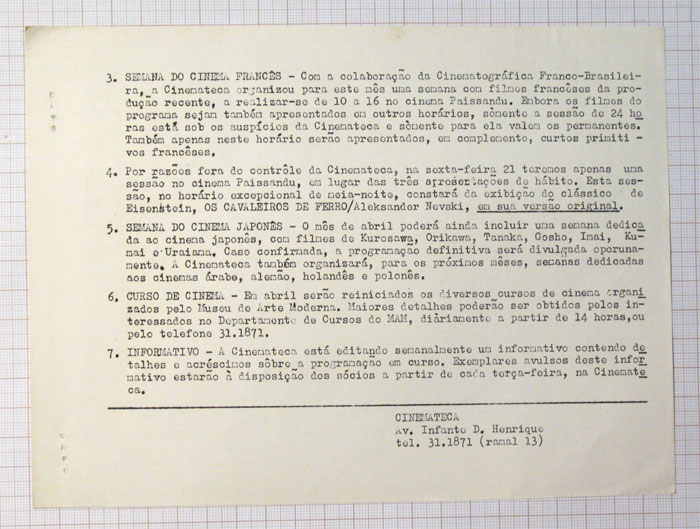 3. SEMANA DO CINEMA FRANCÊS - Com a colaboração da Cinematográfica Franco-Brasilei-
ra, a Cinemateca organizou para este mês uma semana com filmes francêses da pro-
dução recente, a realizar-se de 10 a 16 no cinema Paissandu. Embora os filmes do
programa sejam também apresentados em outros horários, sòmente a sessão de 24 ho
ras está sob os auspícios da Cinemateca e sòmente para ela valem os permanentes.
Também apenas neste horário serão apresentados, em complemento, curtos primiti -
vos francêses.
4. Por razões fora do contrôle da Cinemateca, na sexta-feira 21 teremos apenas uma
sessão no cinema Paissandu, em lugar das três apresentações de hábito. Esta ses-
são, no horário excepcional de meia-noite, constará da exibição do clássico de
Eisenstein, OS CAVALEIROS DE FERRO/Aleksander Nevski, em sua versão original.
5. SEMANA DO CINEMA JAPONÊS - O mês de abril poderá ainda incluir uma semana dedica
da ao cinema japonês, com filmes de Kurosawa, Orikawa, Tanaka, Gosho, Imai, Ku-
mai e Uraiama. Caso confirmada, a programação definitiva será divulgada oporuna-
mente. A Cinemateca também organizará, para os próximos mêses, semanas dedicadas
aos cinemas árabe, alemão, holandês e polonês.
6. CURSO DE CINEMA - Em abril serão reiniciados os diversos cursos de cinema organi
zados pelo Museu de Arte Moderna. Maiores detalhes poderão ser obtidos pelos in-
teressados no Departamento de Cursos do MAM, diàriamente a partir de 14 horas,ou
pelo telefone 31.1871.
7. INFORMATIVO - A Cinemateca está editando semanalmente um informativo contendo de
talhes e acréscimos sôbre a programação em curso. Exemplares avulsos deste infor
mativo estarão à disposição dos sócios a partir de cada terça-feira, na Cinemate
ca.
CINEMATECA
Av. Infante D. Henrique
tel. 31.1871 (ramal 13)